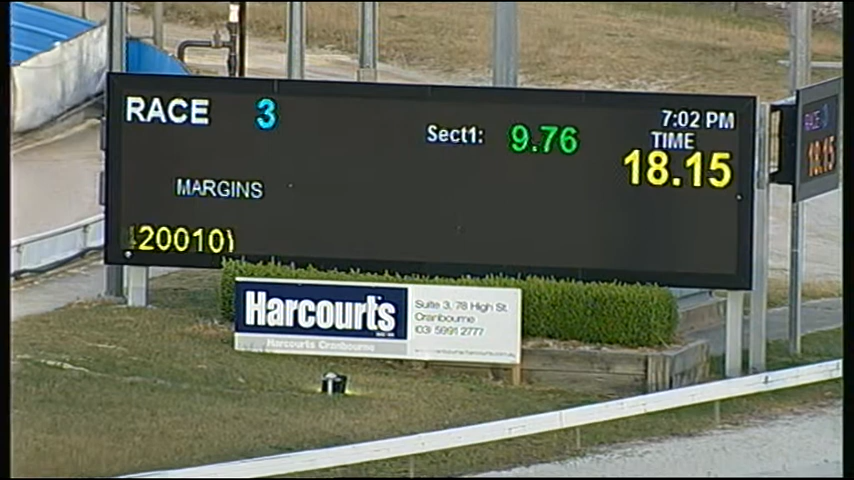 RACE 3
7:02 PM
Sect1: 9.76
TIME
18.15
MARGINS
20010
RACE
18.15
Harcourts
Harcourts Cranbourne
Suite 3, 78 High St.
Cranbourne
(03) 5991 2777